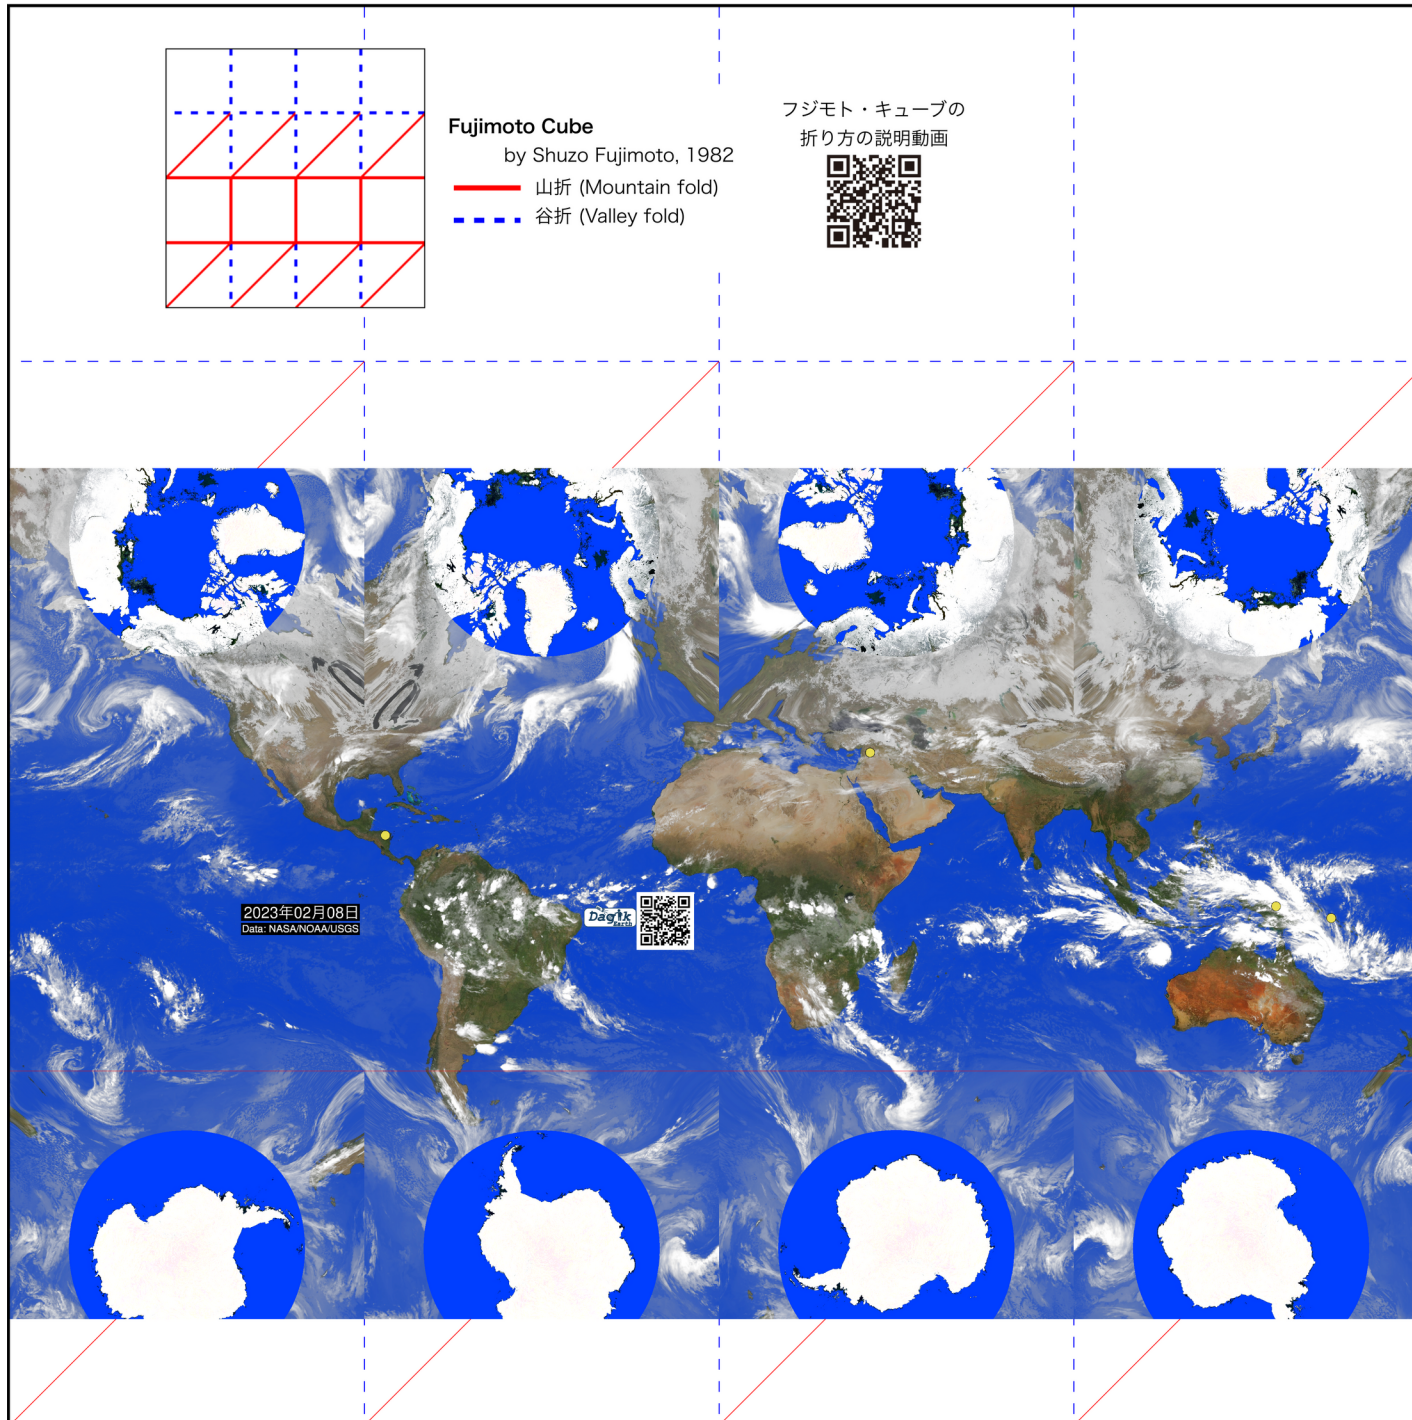 Fujimoto Cube
by Shuzo Fujimoto, 1982
山折 (Mountain fold)
谷折 (Valley fold)
フジモト・キューブの
折り方の説明動画
2023年02月08日
Data: NASA/NOAA/USGS
Dagik
Earth